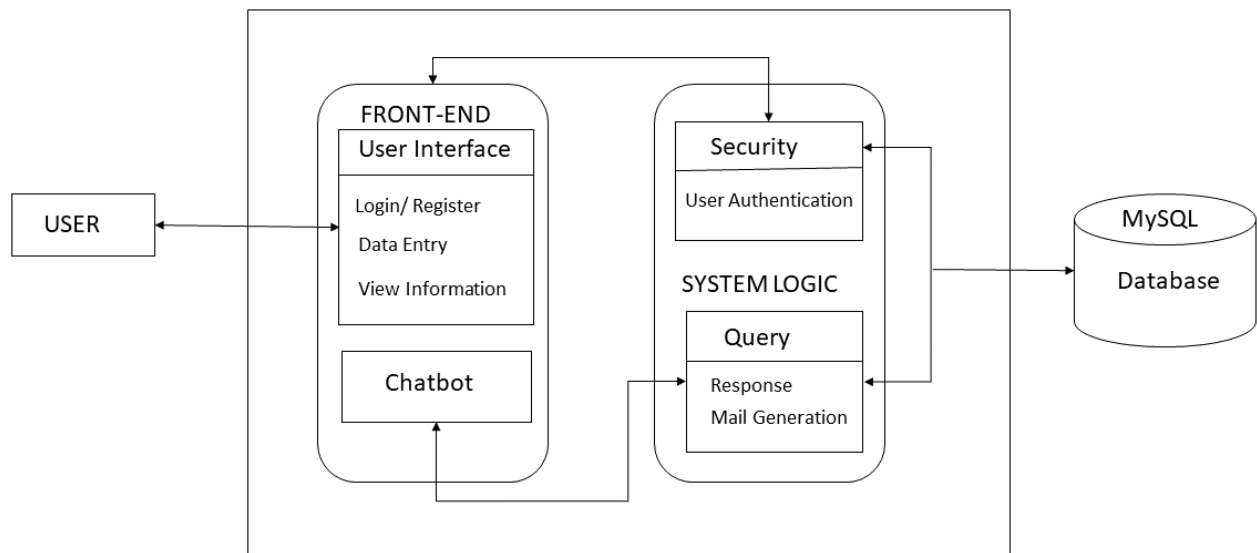 USER
FRONT-END
User Interface
Login/ Register
Data Entry
View Information
Chatbot
Security
User Authentication
SYSTEM LOGIC
Query
Response
Mail Generation
MySQL
Database